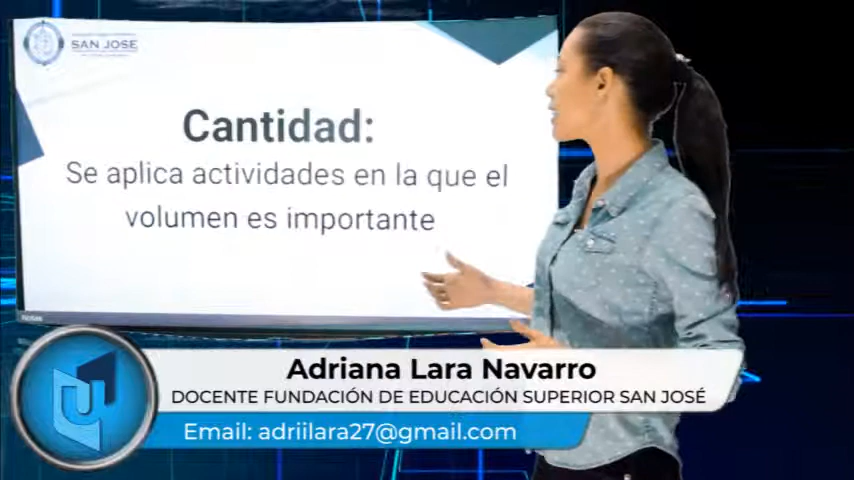 SAN JOSE
Cantidad:
Se aplica actividades en la que el
volumen es importante
Adriana Lara Navarro
DOCENTE FUNDACIÓN DE EDUCACIÓN SUPERIOR SAN JOSÉ
Email: adriilara27@gmail.com